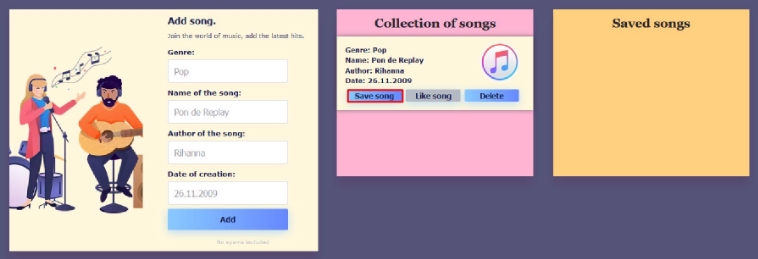 Add song.
Join the world of music, add the latest hits.
Genre:
Pop
Name of the song:
Pon de Replay
Author of the song:
Rihanna
Date of creation:
26.11.2009
Add
No spams included
Collection of songs
Genre: Pop
Name: Pon de Replay
Author: Rihanna
Date: 26.11.2009
Save song Like song Delete
Saved songs